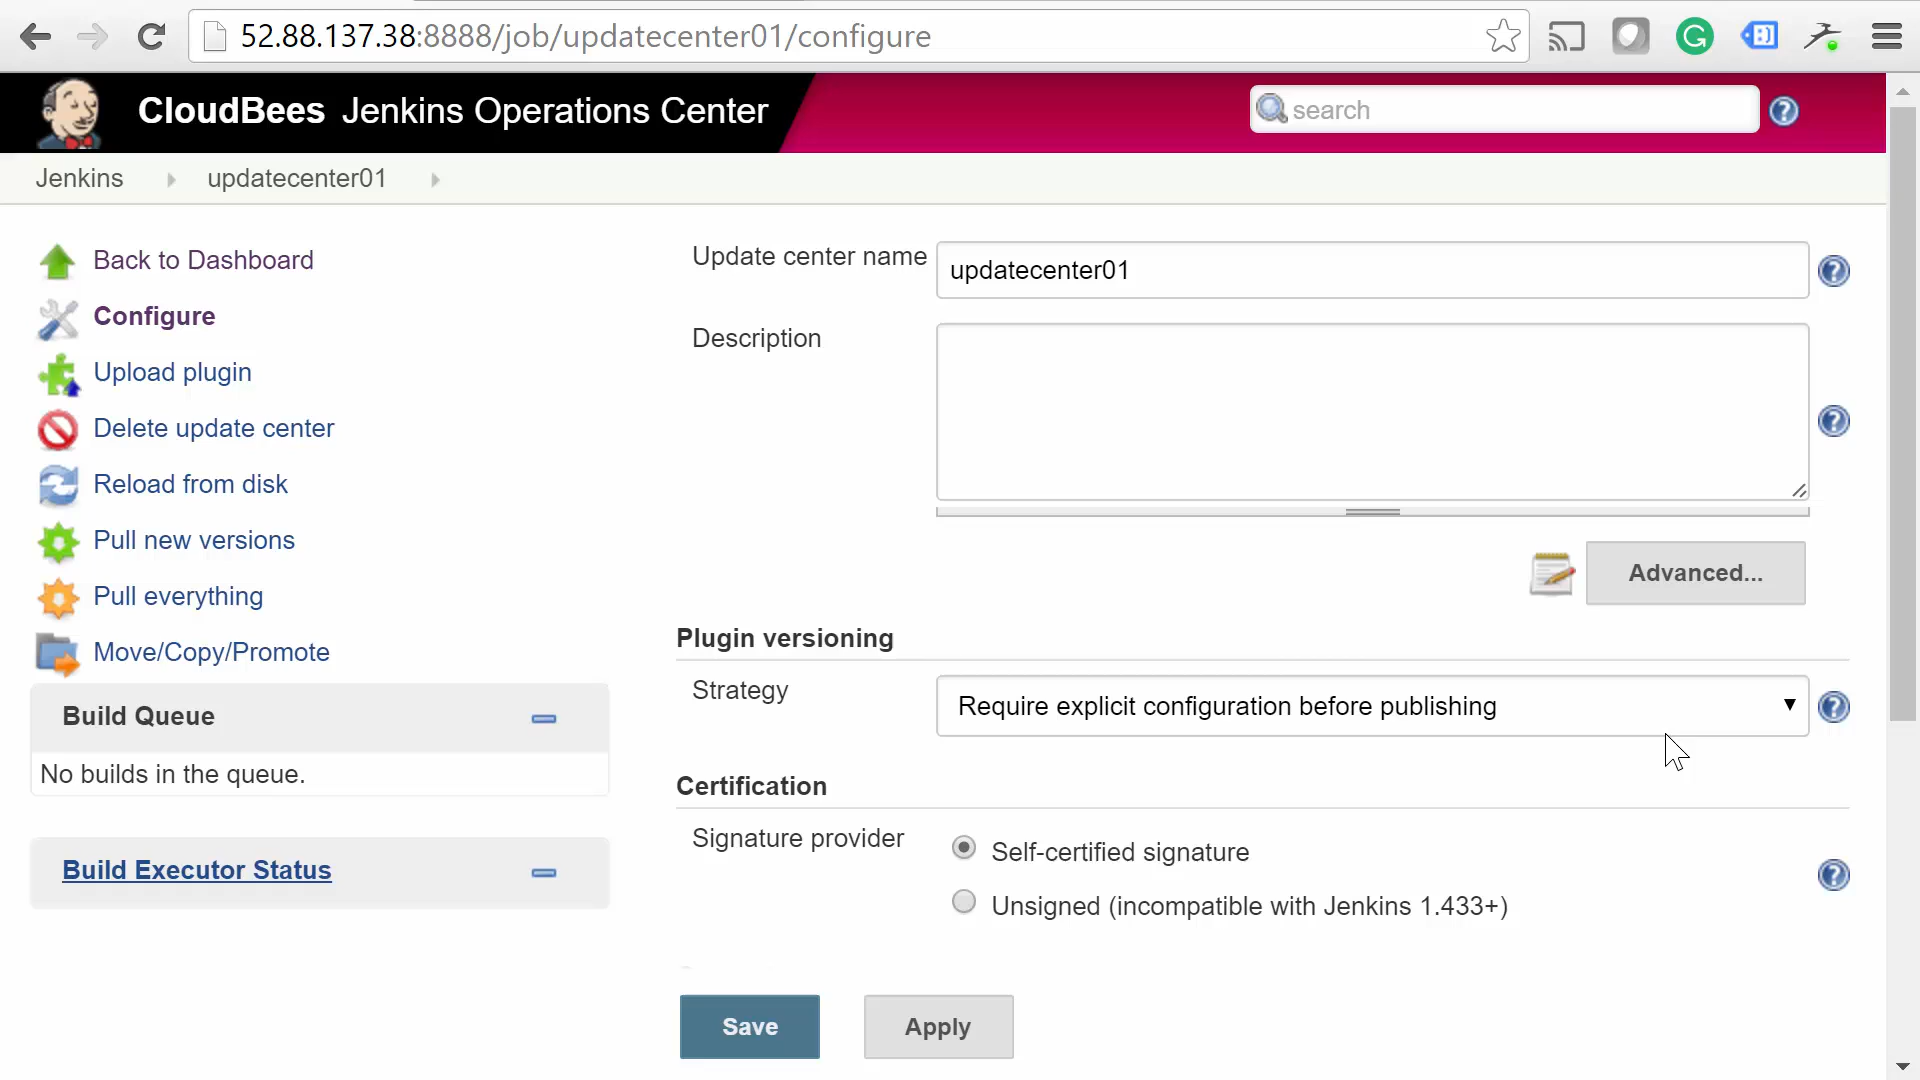 52.88.137.38:8888/job/updatecenter01/configure
CloudBees Jenkins Operations Center
search
Jenkins
updatecenter01
Back to Dashboard
Configure
Upload plugin
Delete update center
Reload from disk
Pull new versions
Pull everything
Move/Copy/Promote
Build Queue
No builds in the queue.
Build Executor Status
Update center name
updatecenter01
Description
Advanced...
Plugin versioning
Strategy
Require explicit configuration before publishing
Certification
Signature provider
Self-certified signature
Unsigned (incompatible with Jenkins 1.433+)
Save
Apply